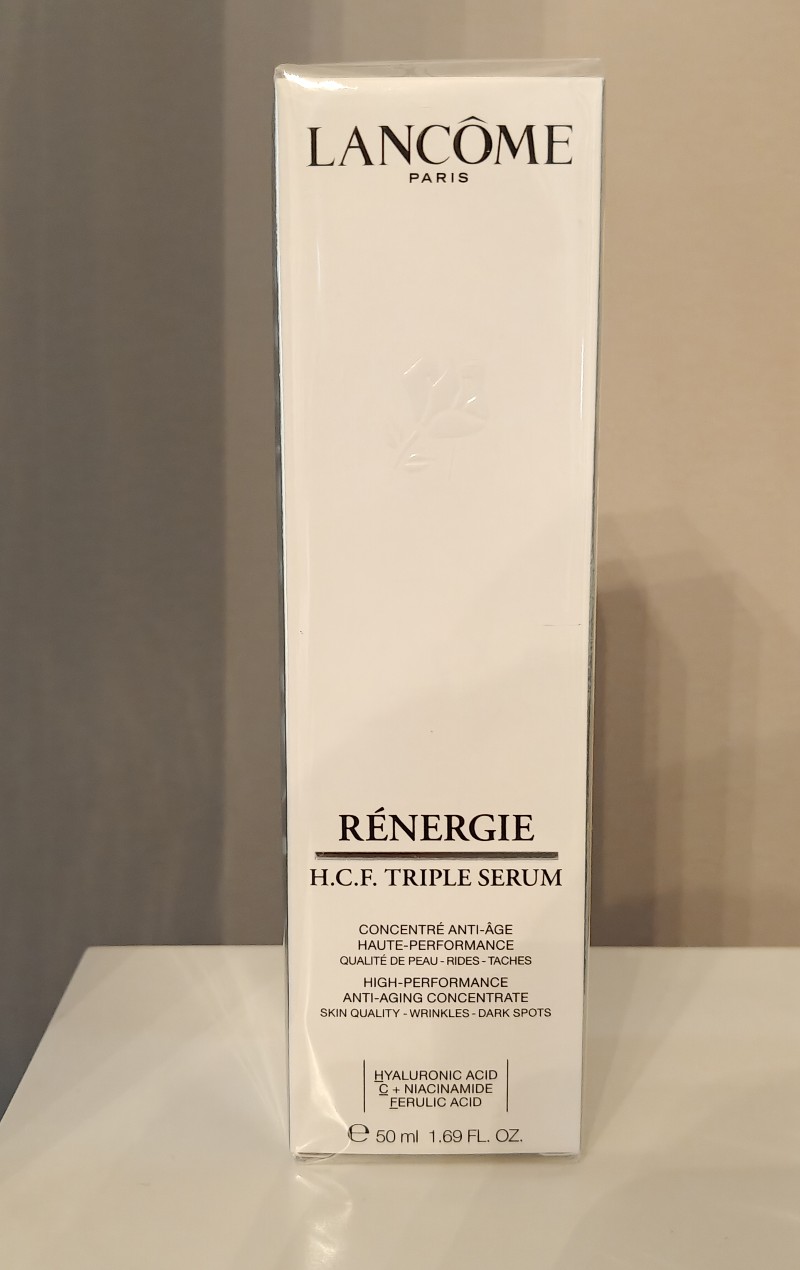 LANCÔME
PARIS
RÉNERGIE
H.C.F. TRIPLE SERUM
CONCENTRÉ ANTI-ÂGE
HAUTE-PERFORMANCE
QUALITÉ DE PEAU - RIDES - TACHES
HIGH-PERFORMANCE
ANTI-AGING CONCENTRATE
SKIN QUALITY - WRINKLES - DARK SPOTS
HYALURONIC ACID
C + NIACINAMIDE
FERULIC ACID
℮ 50 ml 1.69 FL. OZ.